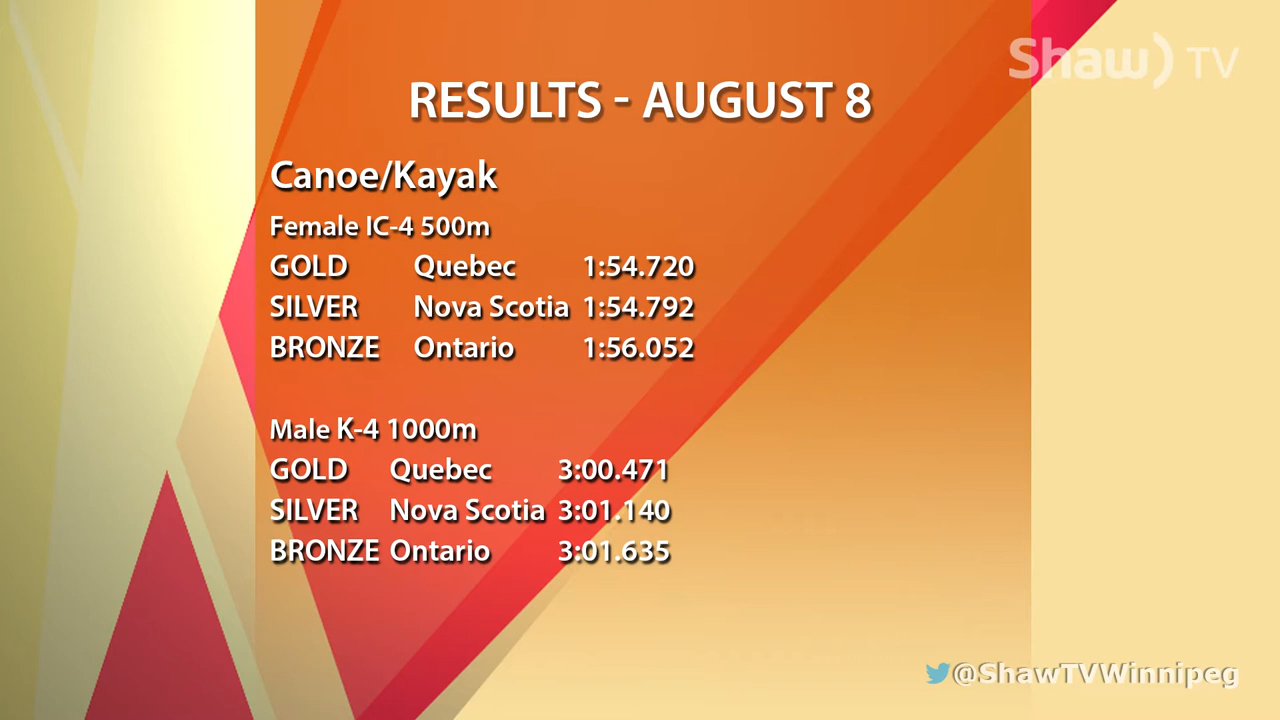 Shaw) TV
RESULTS - AUGUST 8
Canoe/Kayak
Female IC-4 500m
GOLD Quebec 1:54.720
SILVER Nova Scotia 1:54.792
BRONZE Ontario 1:56.052
Male K-4 1000m
GOLD Quebec 3:00.471
SILVER Nova Scotia 3:01.140
BRONZE Ontario 3:01.635
@ShawTVWinnipeg